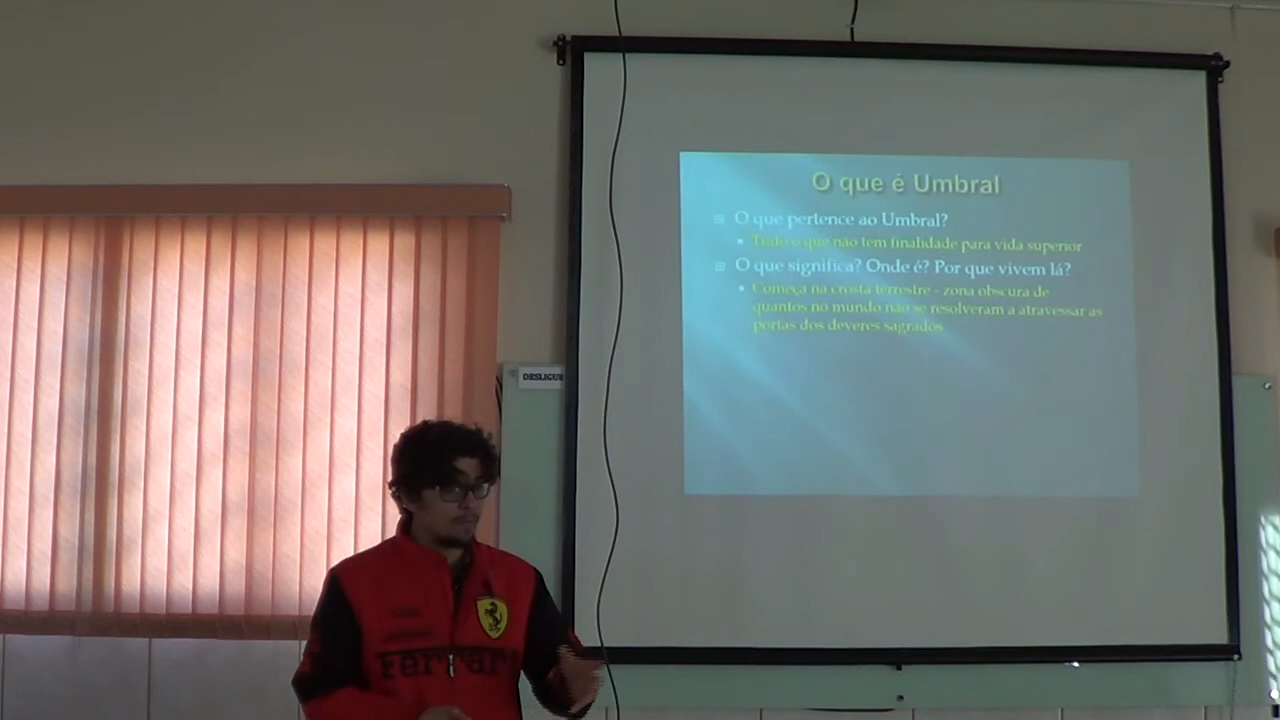 O que é Umbral
O que pertence ao Umbral?
Tudo o que não tem finalidade para vida superior
O que significa? Onde é? Por que vivem lá?
Começa na crosta terrestre - zona obscura de
quantos no mundo não se resolveram a atravessar as
portas dos deveres sagrados
DESLIGUE
Ferrari